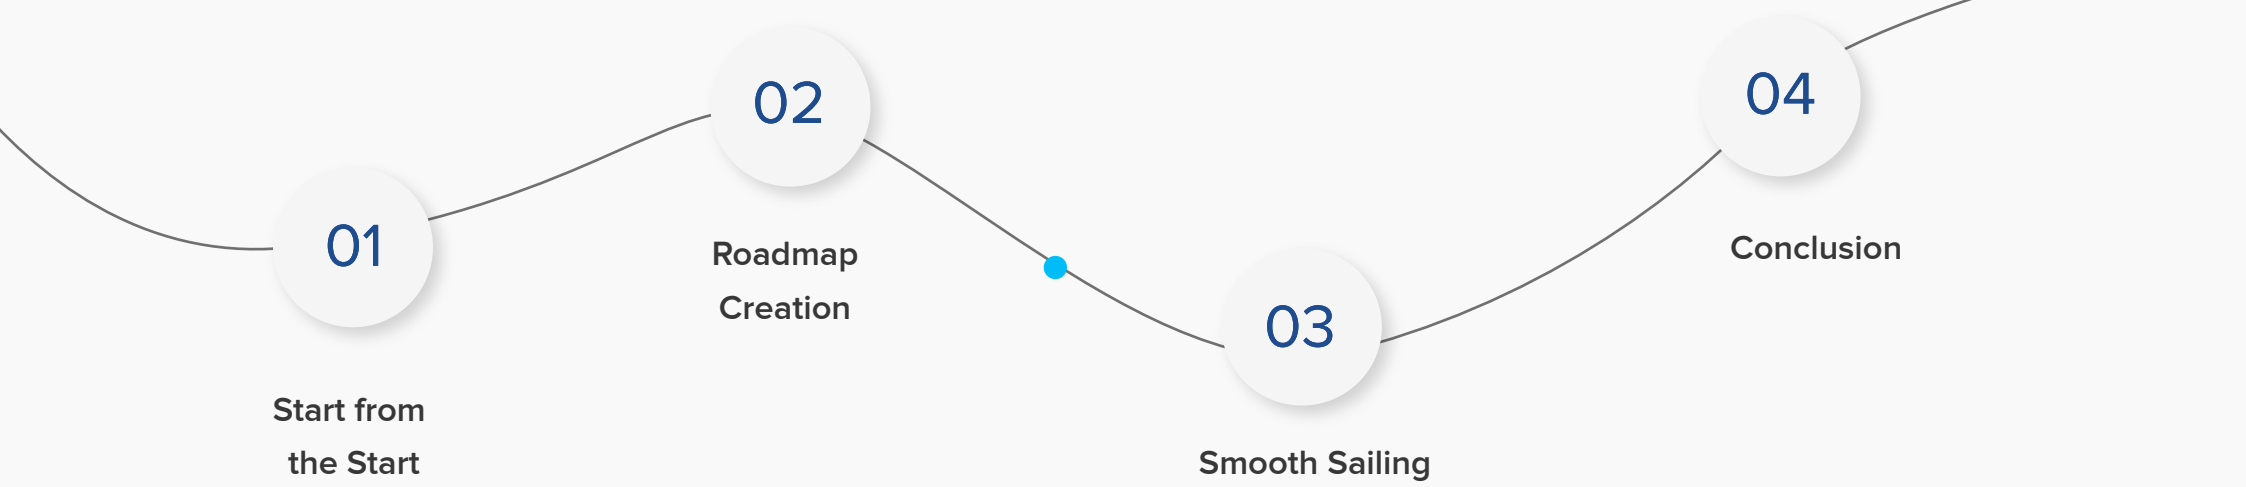 01
Start from
the Start
02
Roadmap
Creation
03
Smooth Sailing
04
Conclusion